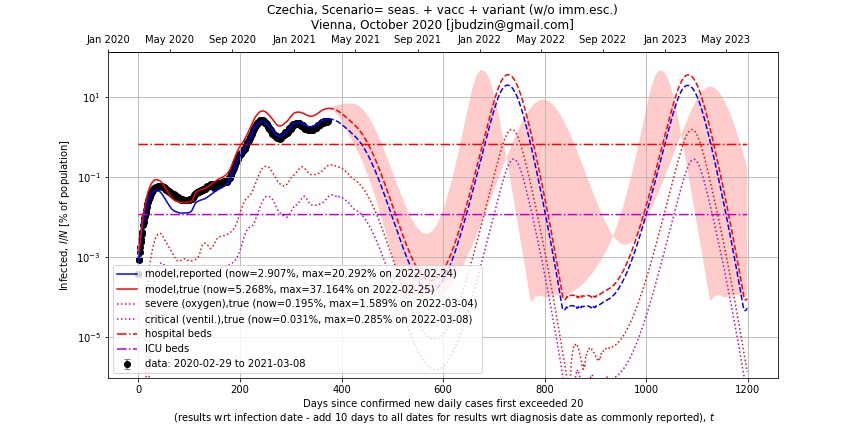 Czechia, Scenario= seas. + vacc + variant (w/o imm.esc.)
Vienna, October 2020 [jbudzin@gmail.com]
Jan 2020 May 2020 Sep 2020 Jan 2021 May 2021 Sep 2021 Jan 2022 May 2022 Sep 2022 Jan 2023 May 2023
Infected, I/N [% of population]
10¹
10⁻¹
10⁻³
10⁻⁵
model,reported (now=2.907%, max=20.292% on 2022-02-24)
model,true (now=5.268%, max=37.164% on 2022-02-25)
severe (oxygen),true (now=0.195%, max=1.589% on 2022-03-04)
critical (ventil.),true (now=0.031%, max=0.285% on 2022-03-08)
hospital beds
ICU beds
data: 2020-02-29 to 2021-03-08
0 200 400 600 800 1000 1200
Days since confirmed new daily cases first exceeded 20
(results wrt infection date - add 10 days to all dates for results wrt diagnosis date as commonly reported), t